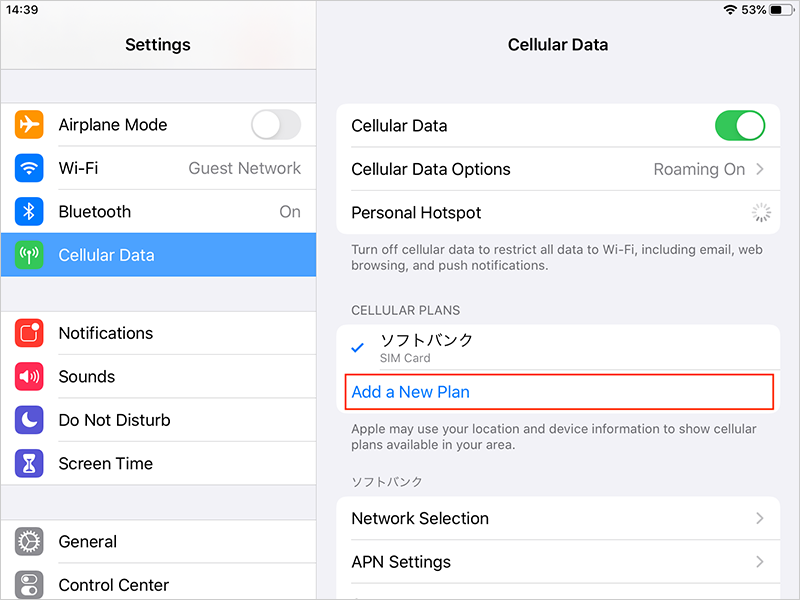 14:39
53%
Settings
Airplane Mode
Wi-Fi Guest Network
Bluetooth On
Cellular Data
Notifications
Sounds
Do Not Disturb
Screen Time
General
Control Center
Cellular Data
Cellular Data
Cellular Data Options Roaming On
Personal Hotspot
Turn off cellular data to restrict all data to Wi-Fi, including email, web
browsing, and push notifications.
CELLULAR PLANS
ソフトバンク
SIM Card
Add a New Plan
Apple may use your location and device information to show cellular
plans available in your area.
ソフトバンク
Network Selection
APN Settings